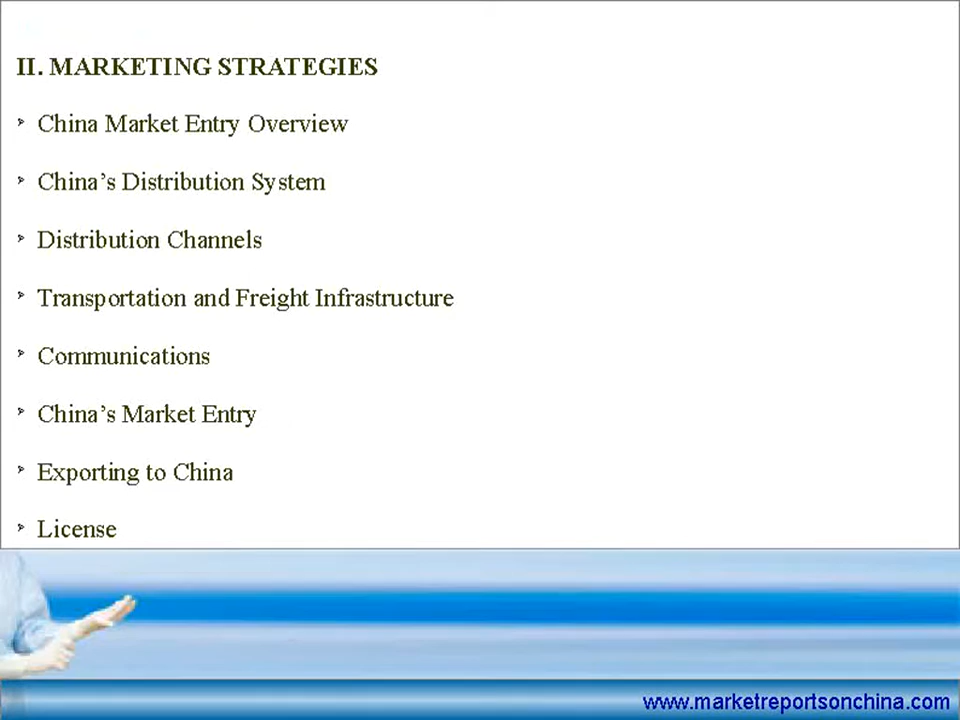 II. MARKETING STRATEGIES
China Market Entry Overview
China’s Distribution System
Distribution Channels
Transportation and Freight Infrastructure
Communications
China’s Market Entry
Exporting to China
License
www.marketreportsonchina.com